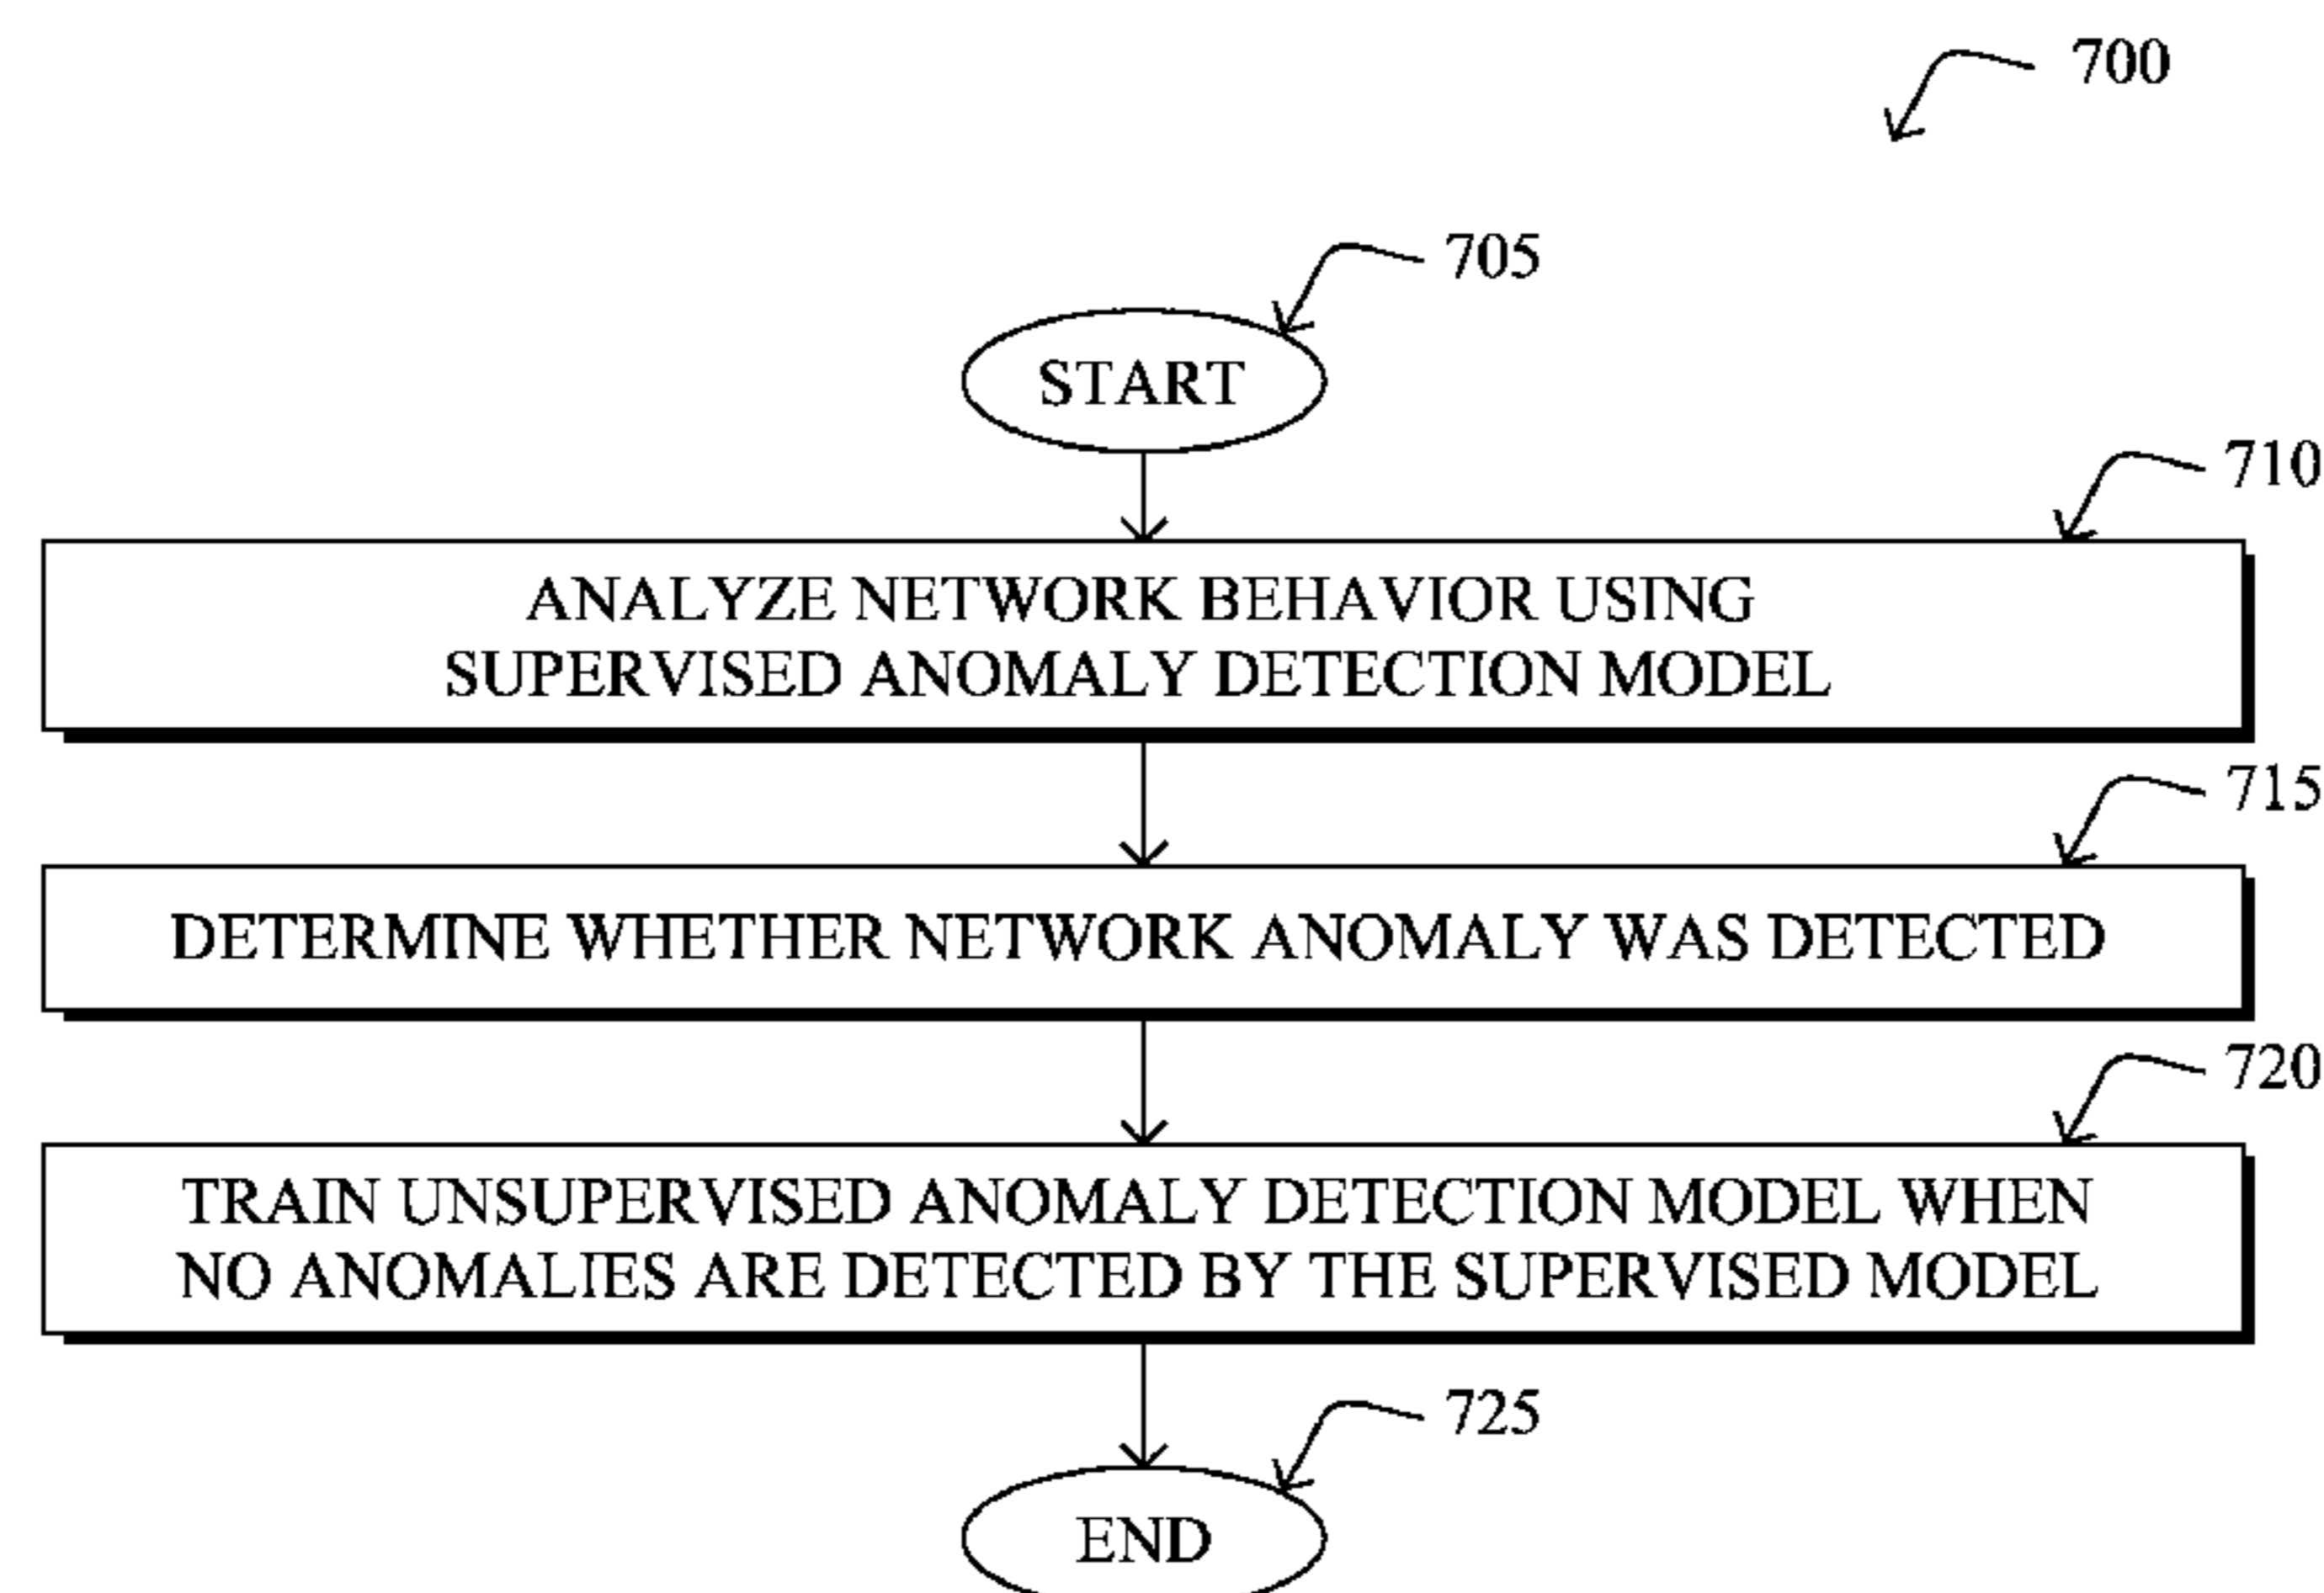 700
705
START
710
ANALYZE NETWORK BEHAVIOR USING
SUPERVISED ANOMALY DETECTION MODEL
715
DETERMINE WHETHER NETWORK ANOMALY WAS DETECTED
720
TRAIN UNSUPERVISED ANOMALY DETECTION MODEL WHEN
NO ANOMALIES ARE DETECTED BY THE SUPERVISED MODEL
725
END